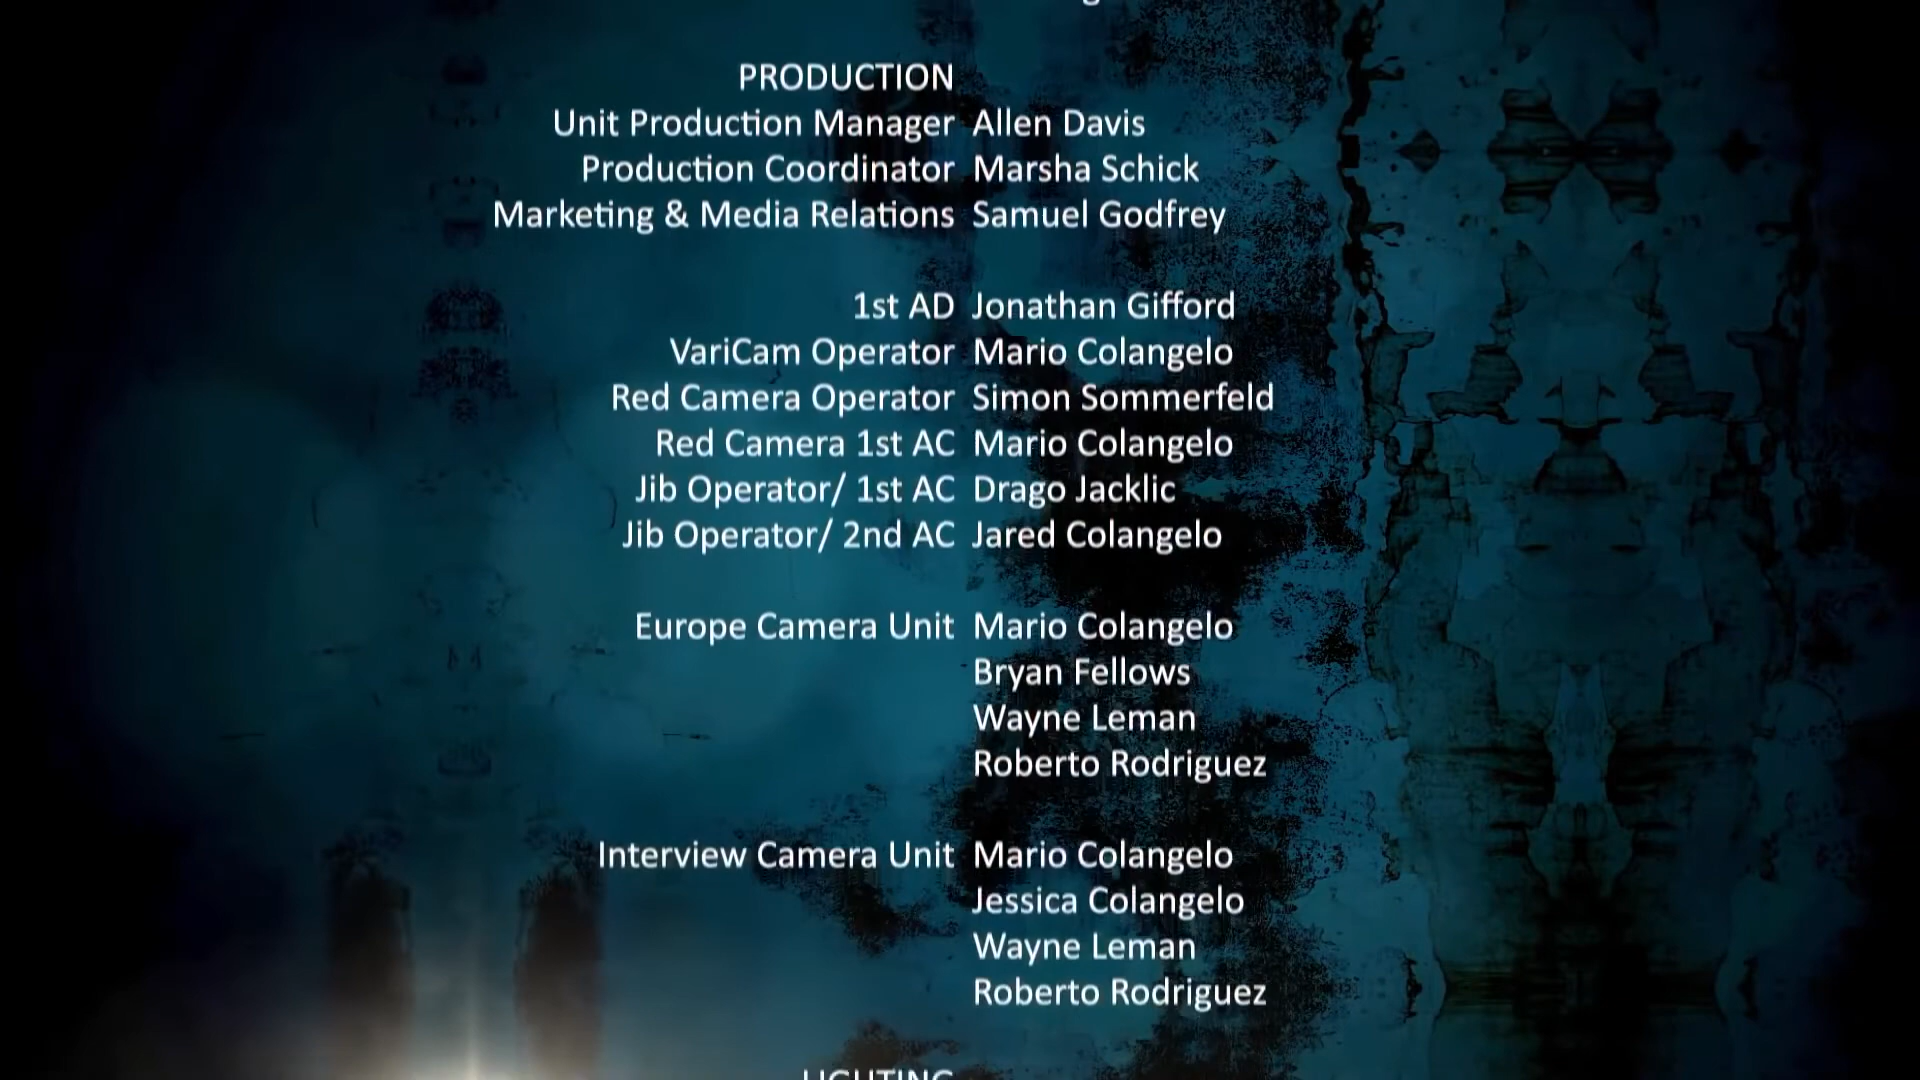 PRODUCTION
Unit Production Manager Allen Davis
Production Coordinator Marsha Schick
Marketing & Media Relations Samuel Godfrey
1st AD Jonathan Gifford
VariCam Operator Mario Colangelo
Red Camera Operator Simon Sommerfeld
Red Camera 1st AC Mario Colangelo
Jib Operator/ 1st AC Drago Jacklic
Jib Operator/ 2nd AC Jared Colangelo
Europe Camera Unit Mario Colangelo
Bryan Fellows
Wayne Leman
Roberto Rodriguez
Interview Camera Unit Mario Colangelo
Jessica Colangelo
Wayne Leman
Roberto Rodriguez
LIGHTING